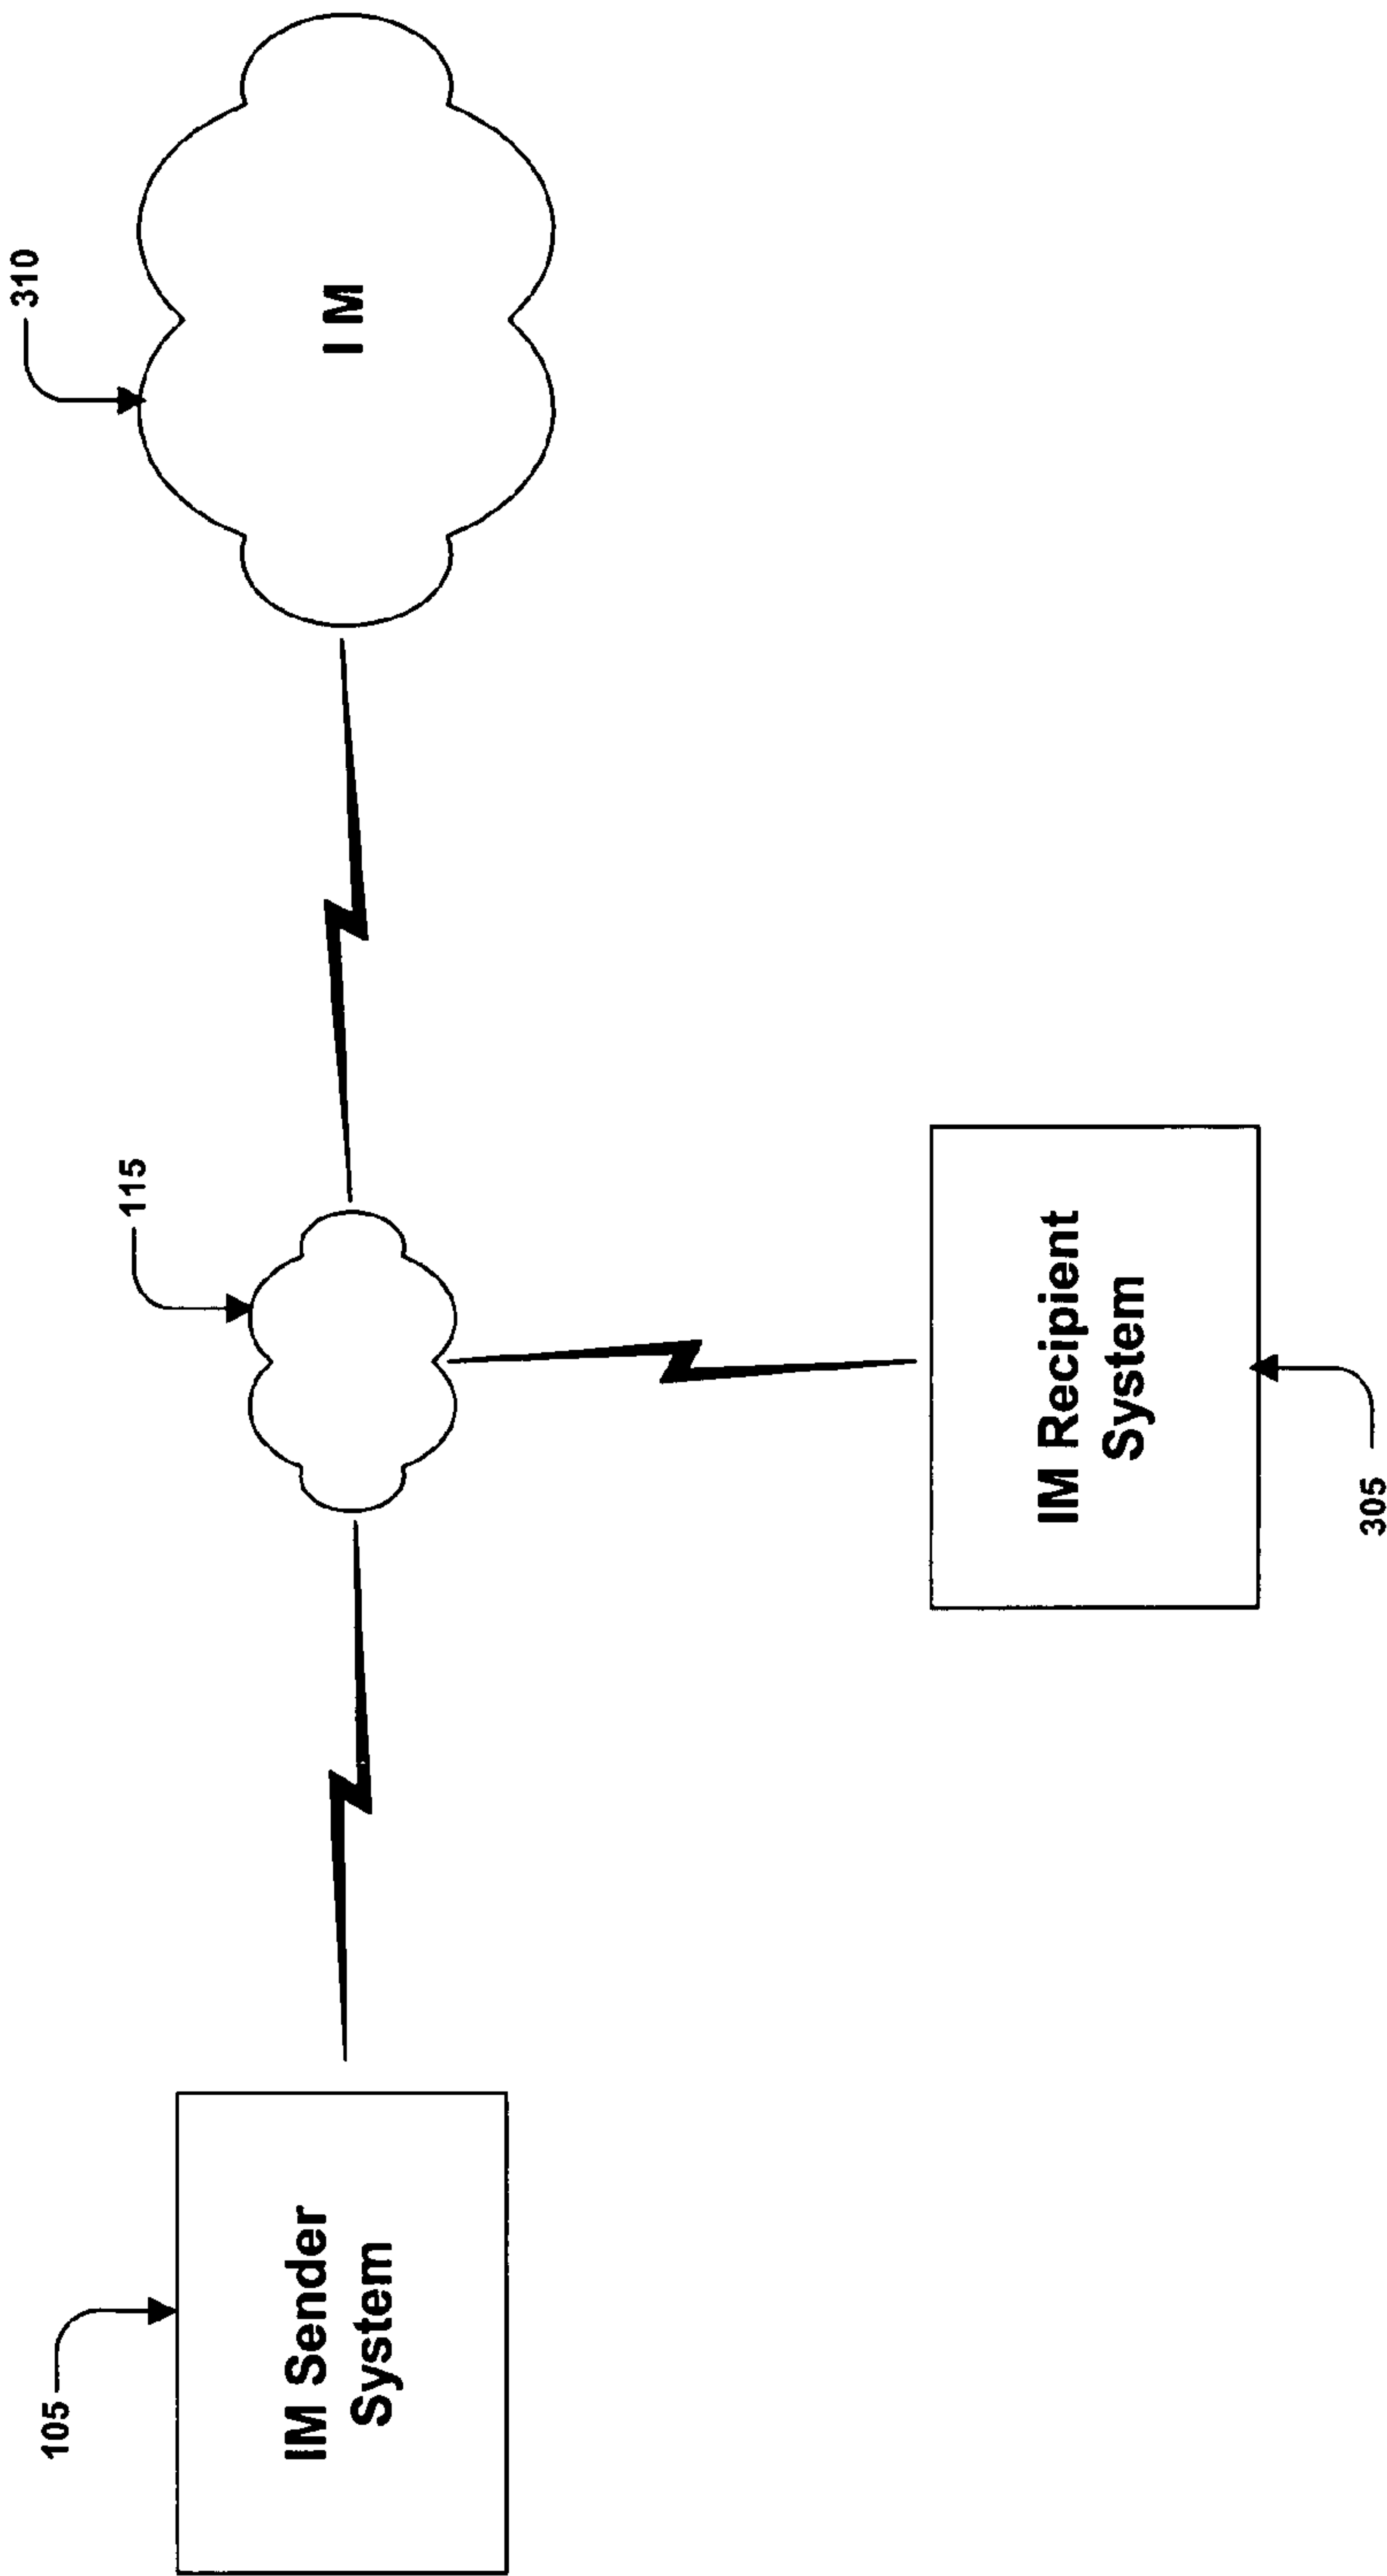 105
IM Sender
System
115
310
I M
IM Recipient
System
305